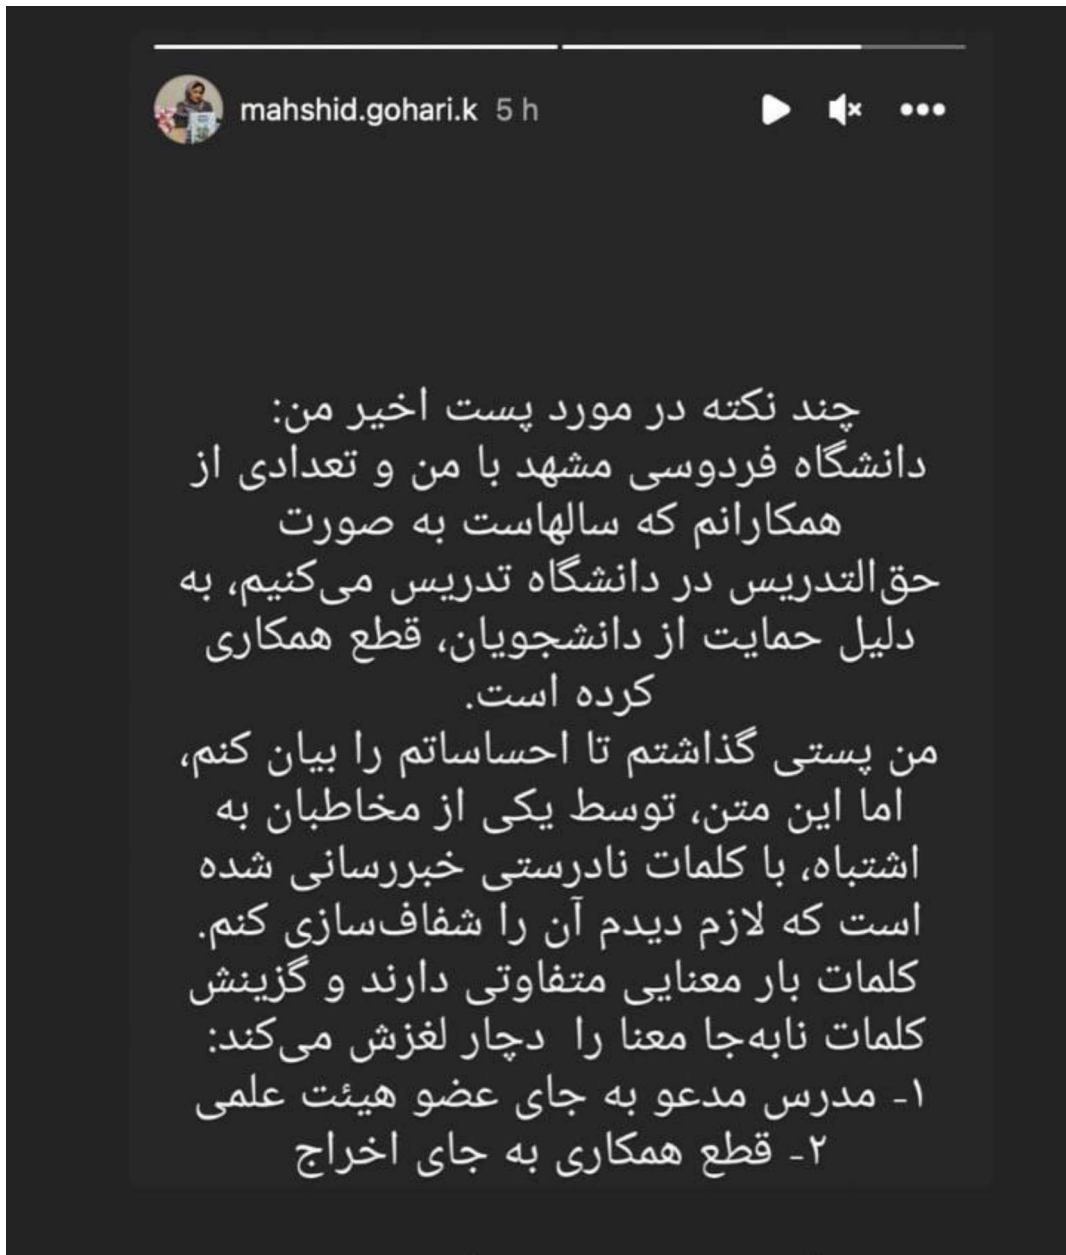 mahshid.gohari.k 5 h
چند نکته در مورد پست اخیر من:
دانشگاه فردوسی مشهد با من و تعدادی از
همکارانم که سالهاست به صورت
حق‌التدریس در دانشگاه تدریس می‌کنیم، به
دلیل حمایت از دانشجویان، قطع همکاری
کرده است.
من پستی گذاشتم تا احساساتم را بیان کنم،
اما این متن، توسط یکی از مخاطبان به
اشتباه، با کلمات نادرستی خبررسانی شده
است که لازم دیدم آن را شفاف‌سازی کنم.
کلمات بار معنایی متفاوتی دارند و گزینش
کلمات نابه‌جا معنا را  دچار لغزش می‌کند:
۱- مدرس مدعو به جای عضو هیئت علمی
۲- قطع همکاری به جای اخراج